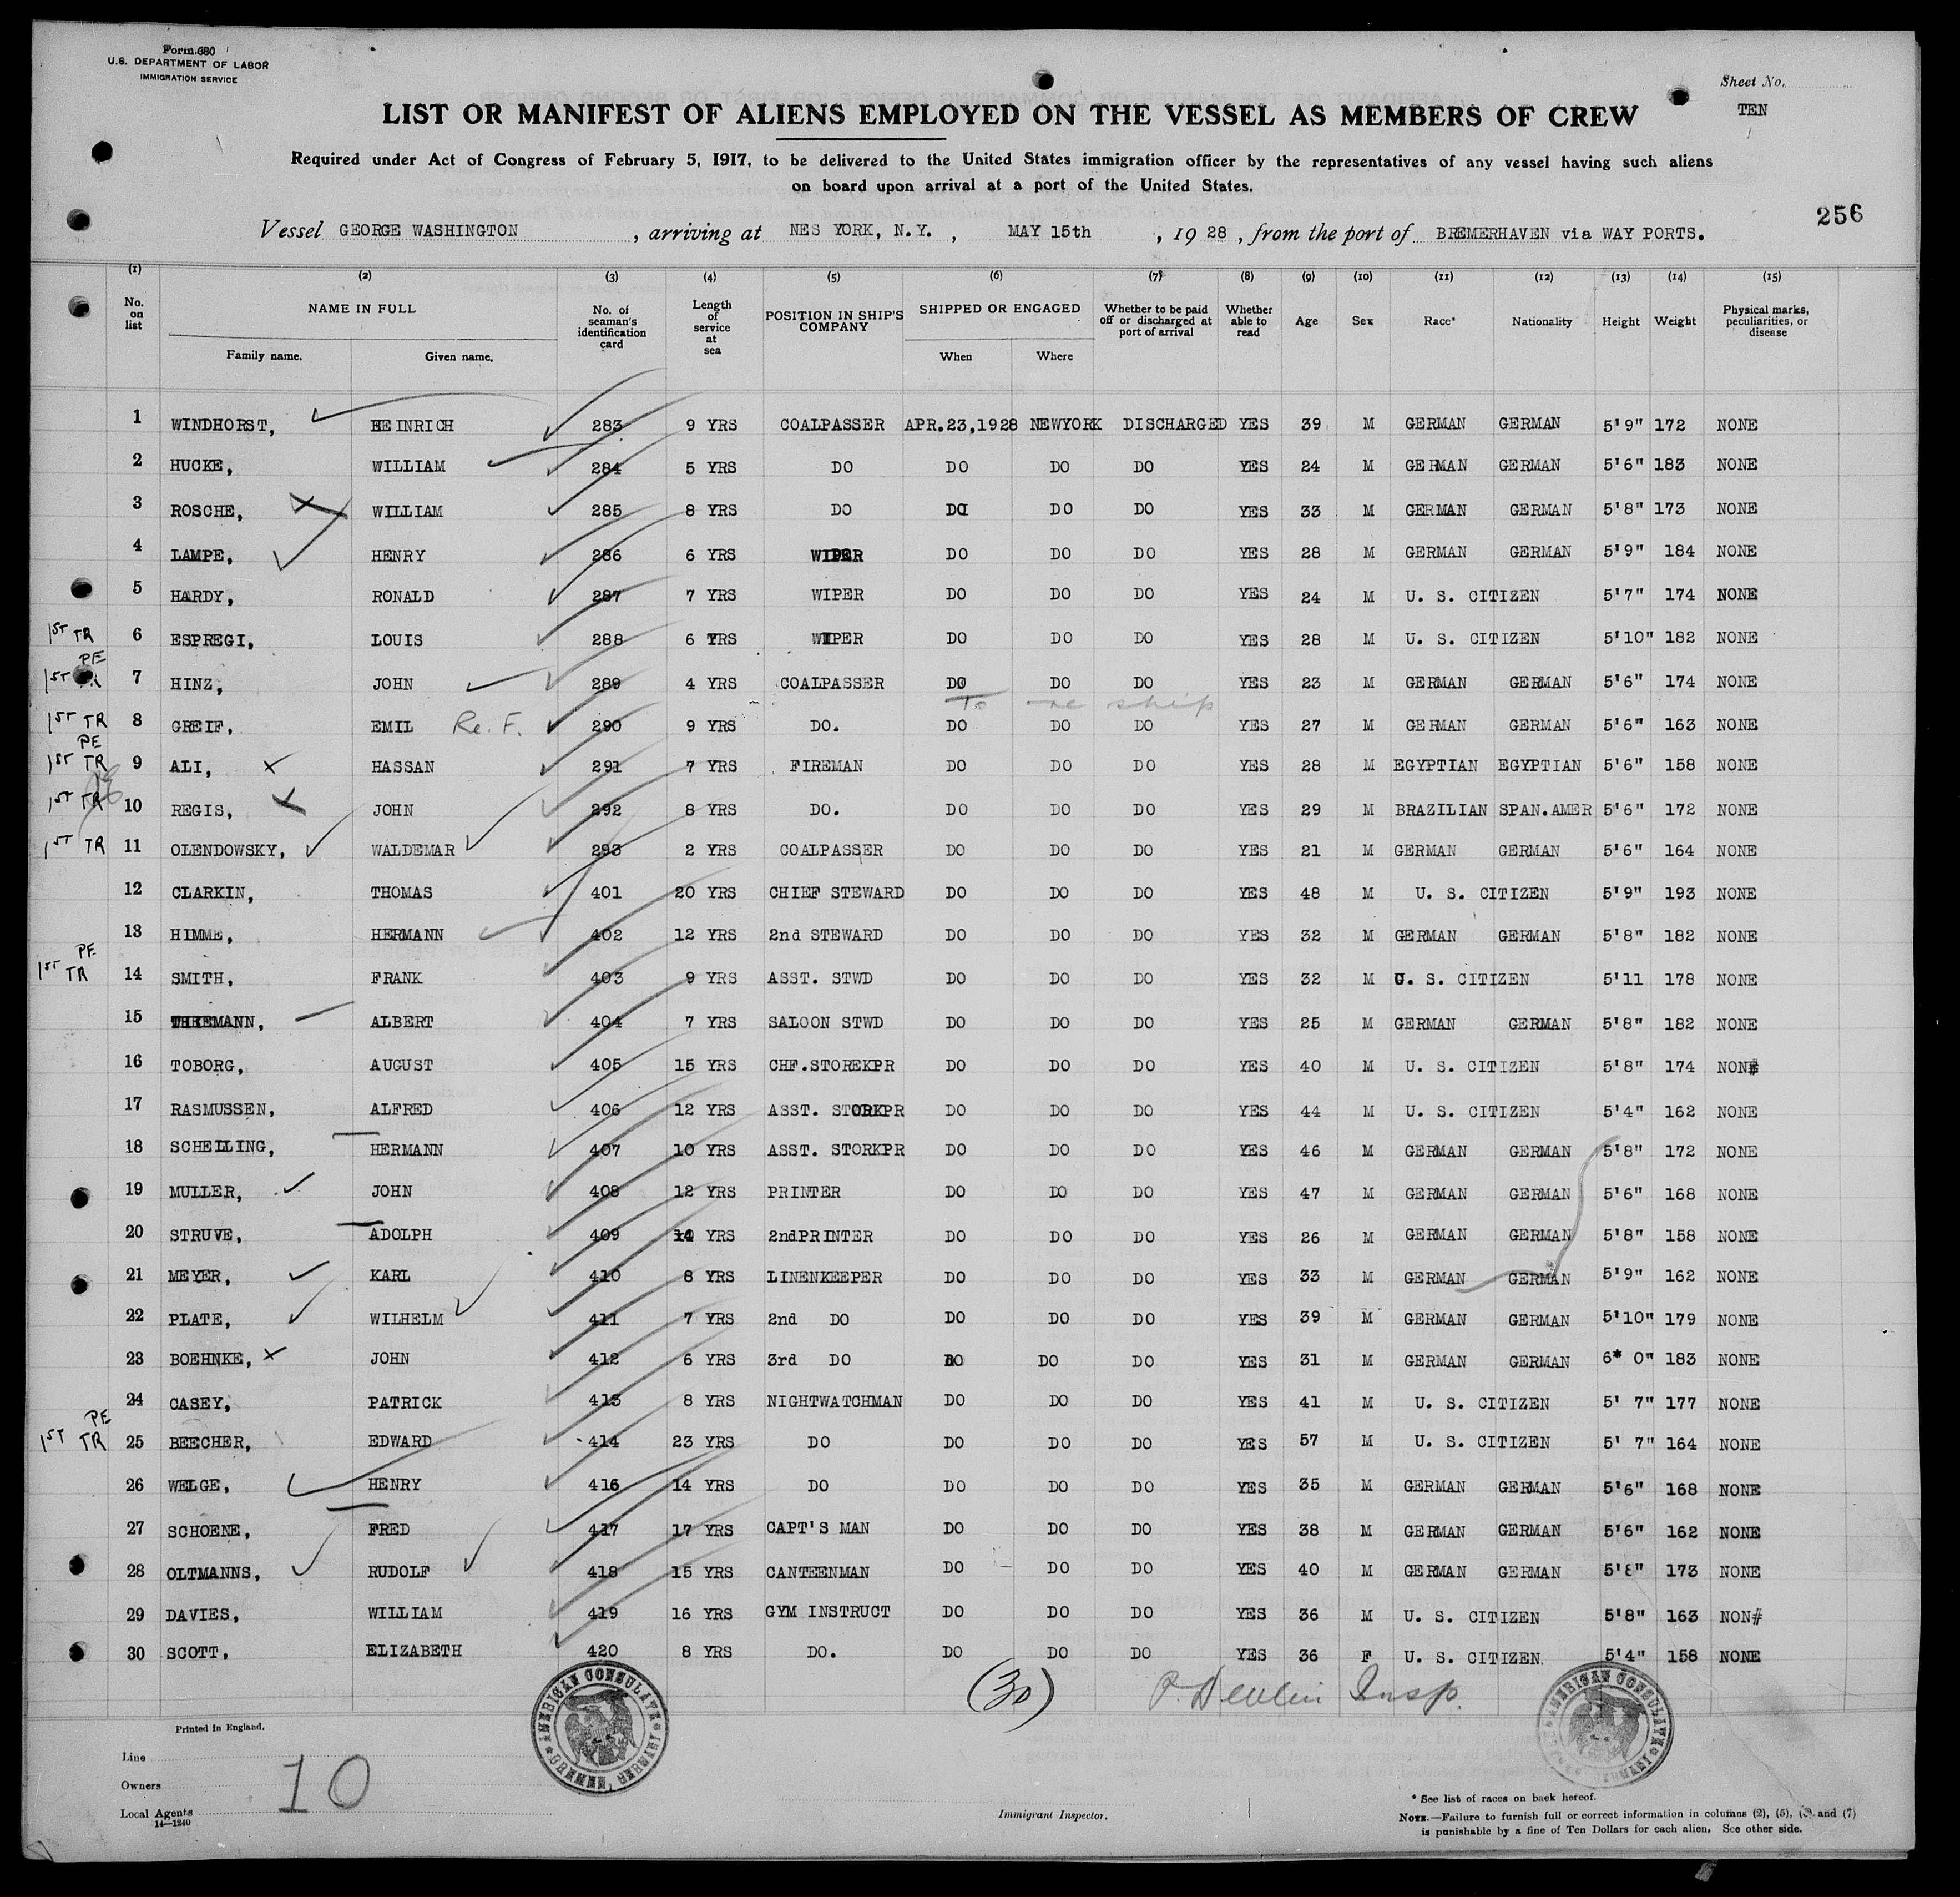 Form 680
U.S. DEPARTMENT OF LABOR
IMMIGRATION SERVICE
Sheet No.
TEN
LIST OR MANIFEST OF ALIENS EMPLOYED ON THE VESSEL AS MEMBERS OF CREW
Required under Act of Congress of February 5, 1917, to be delivered to the United States immigration officer by the representatives of any vessel having such aliens
on board upon arrival at a port of the United States.
256
Vessel GEORGE WASHINGTON, arriving at NES YORK, N.Y., MAY 15th, 1928, from the port of BREMERHAVEN via WAY PORTS.
(1) (2) (3) (4) (5) (6) (7) (8) (9) (10) (11) (12) (13) (14) (15)
No. on list NAME IN FULL No. of seaman's identification card Length of service at sea POSITION IN SHIP'S COMPANY SHIPPED OR ENGAGED Whether to be paid off or discharged at port of arrival Whether able to read Age Sex Race* Nationality Height Weight Physical marks, peculiarities, or disease
Family name. Given name. When Where
1 WINDHORST, HEINRICH 283 9 YRS COALPASSER APR.23,1928 NEWYORK DISCHARGED YES 39 M GERMAN GERMAN 5'9" 172 NONE
2 HUCKE, WILLIAM 284 5 YRS DO DO DO DO YES 24 M GERMAN GERMAN 5'6" 183 NONE
3 ROSCHE, WILLIAM 285 8 YRS DO DO DO DO YES 33 M GERMAN GERMAN 5'8" 173 NONE
4 LAMPE, HENRY 286 6 YRS WIPER DO DO DO YES 28 M GERMAN GERMAN 5'9" 184 NONE
5 HARDY, RONALD 287 7 YRS WIPER DO DO DO YES 24 M U. S. CITIZEN 5'7" 174 NONE
1ST TR 6 ESPREGI, LOUIS 288 6 YRS WIPER DO DO DO YES 28 M U. S. CITIZEN 5'10" 182 NONE
PE
1ST 7 HINZ, JOHN 289 4 YRS COALPASSER DO DO DO YES 23 M GERMAN GERMAN 5'6" 174 NONE
To re ship
1ST TR 8 GREIF, EMIL Re. F. 290 9 YRS DO. DO DO DO YES 27 M GERMAN GERMAN 5'6" 163 NONE
PE
1ST TR 9 ALI, HASSAN 291 7 YRS FIREMAN DO DO DO YES 28 M EGYPTIAN EGYPTIAN 5'6" 158 NONE
1ST TR 10 REGIS, JOHN 292 8 YRS DO. DO DO DO YES 29 M BRAZILIAN SPAN.AMER 5'6" 172 NONE
1ST TR 11 OLENDOWSKY, WALDEMAR 293 2 YRS COALPASSER DO DO DO YES 21 M GERMAN GERMAN 5'6" 164 NONE
12 CLARKIN, THOMAS 401 20 YRS CHIEF STEWARD DO DO DO YES 48 M U. S. CITIZEN 5'9" 193 NONE
13 HIMME, HERMANN 402 12 YRS 2nd STEWARD DO DO DO YES 32 M GERMAN GERMAN 5'8" 182 NONE
PE
1ST TR 14 SMITH, FRANK 403 9 YRS ASST. STWD DO DO DO YES 32 M U. S. CITIZEN 5'11 178 NONE
15 ALBERT 404 7 YRS SALOON STWD DO DO DO YES 25 M GERMAN GERMAN 5'8" 182 NONE
16 TOBORG, AUGUST 405 15 YRS CHF.STOREKPR DO DO DO YES 40 M U. S. CITIZEN 5'8" 174 NON#
17 RASMUSSEN, ALFRED 406 12 YRS ASST. STORKPR DO DO DO YES 44 M U. S. CITIZEN 5'4" 162 NONE
18 SCHEILING, HERMANN 407 10 YRS ASST. STORKPR DO DO DO YES 46 M GERMAN GERMAN 5'8" 172 NONE
19 MULLER, JOHN 408 12 YRS PRINTER DO DO DO YES 47 M GERMAN GERMAN 5'6" 168 NONE
20 STRUVE, ADOLPH 409 YRS 2ndPRINTER DO DO DO YES 26 M GERMAN GERMAN 5'8" 158 NONE
21 MEYER, KARL 410 8 YRS LINENKEEPER DO DO DO YES 33 M GERMAN GERMAN 5'9" 162 NONE
22 PLATE, WILHELM 411 7 YRS 2nd DO DO DO DO YES 39 M GERMAN GERMAN 5'10" 179 NONE
23 BOEHNKE, JOHN 412 6 YRS 3rd DO DO DO DO YES 31 M GERMAN GERMAN 6* 0" 183 NONE
24 CASEY, PATRICK 413 8 YRS NIGHTWATCHMAN DO DO DO YES 41 M U. S. CITIZEN 5' 7" 177 NONE
PE
1ST TR 25 BEECHER, EDWARD 414 23 YRS DO DO DO DO YES 57 M U. S. CITIZEN 5' 7" 164 NONE
26 WELGE, HENRY 416 14 YRS DO DO DO DO YES 35 M GERMAN GERMAN 5'6" 168 NONE
27 SCHOENE, FRED 417 17 YRS CAPT'S MAN DO DO DO YES 38 M GERMAN GERMAN 5'6" 162 NONE
28 OLTMANNS, RUDOLF 418 15 YRS CANTEENMAN DO DO DO YES 40 M GERMAN GERMAN 5'8" 173 NONE
29 DAVIES, WILLIAM 419 16 YRS GYM INSTRUCT DO DO DO YES 36 M U. S. CITIZEN 5'8" 163 NON#
30 SCOTT, ELIZABETH 420 8 YRS DO. DO DO DO YES 36 F U. S. CITIZEN 5'4" 158 NONE
(30) P. Devlin Insp.
AMERICAN CONSULATE BREMEN, GERMANY
AMERICAN CONSULATE GERMANY
Printed in England.
Line
Owners
10
Local Agents
14—1240
Immigrant Inspector.
* See list of races on back hereof.
NOTE.—Failure to furnish full or correct information in columns (2), (5), (6) and (7)
is punishable by a fine of Ten Dollars for each alien. See other side.